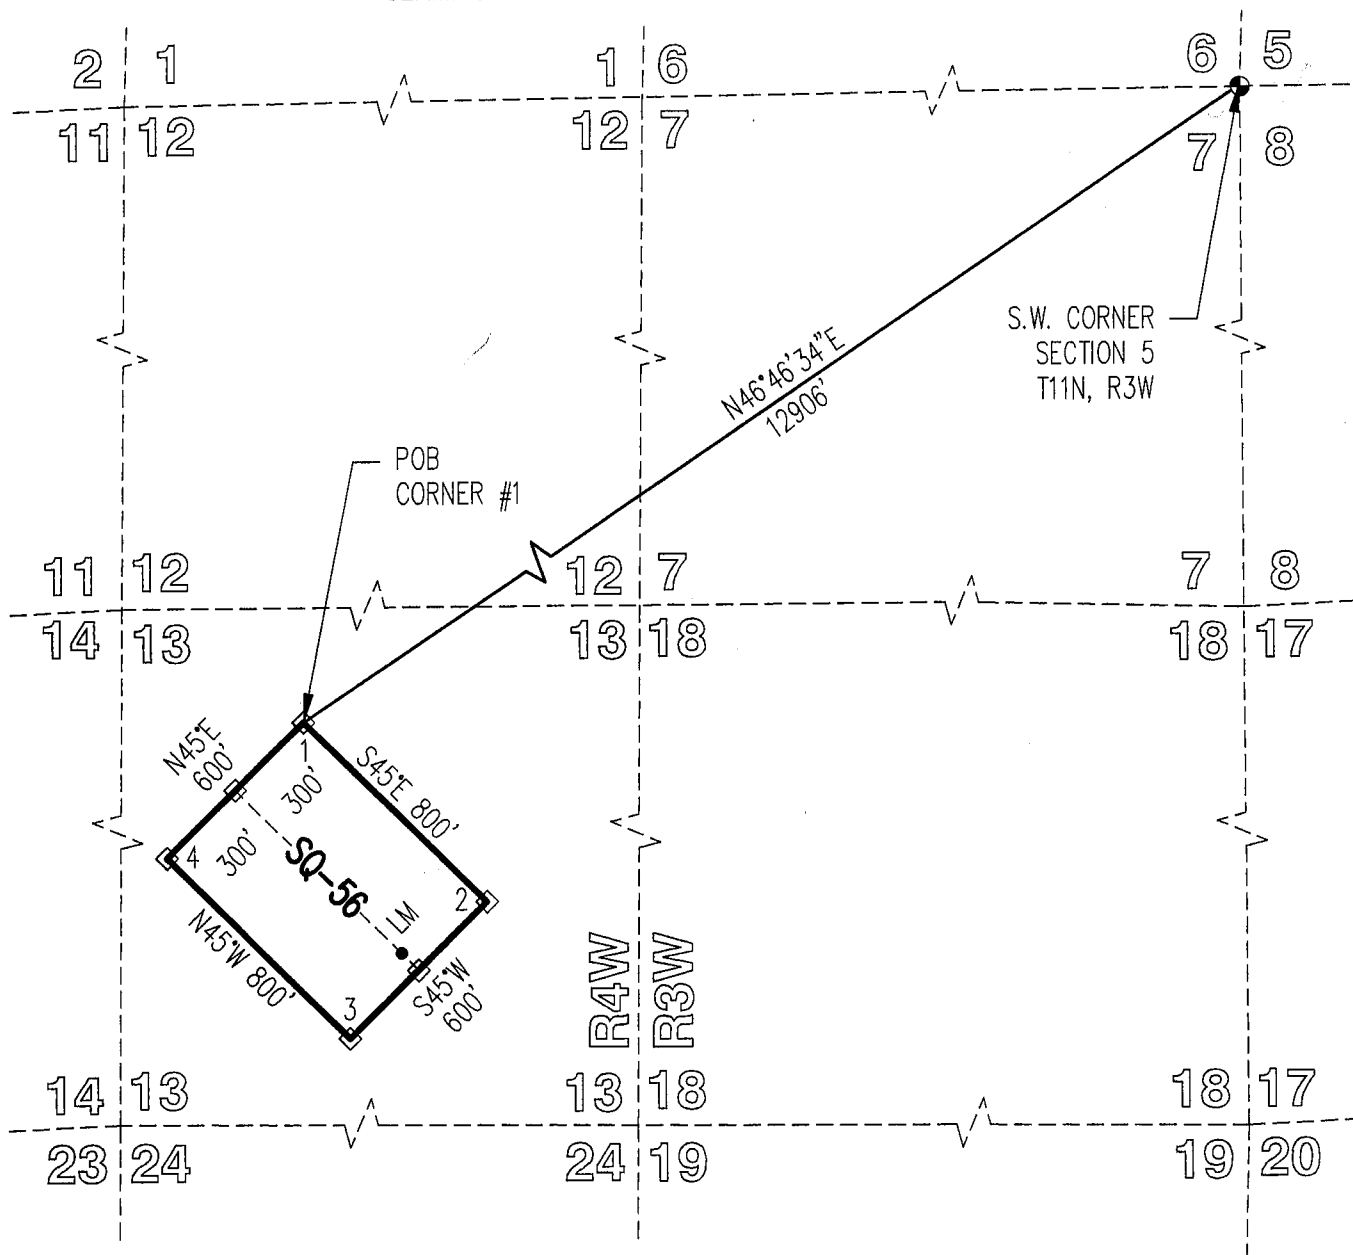 2 1
1 6
6 5
11 12
12 7
7 8
S.W. CORNER
SECTION 5
T11N, R3W
N46°46'34"E
12906'
POB
CORNER #1
11 12
12 7
7 8
14 13
13 18
18 17
N45°E
600'
1
300'
S45°E 800'
4
300'
SQ-56
2
LM
N45°W 800'
3
S45°W
600'
R4W
R3W
14 13
13 18
18 17
23 24
24 19
19 20